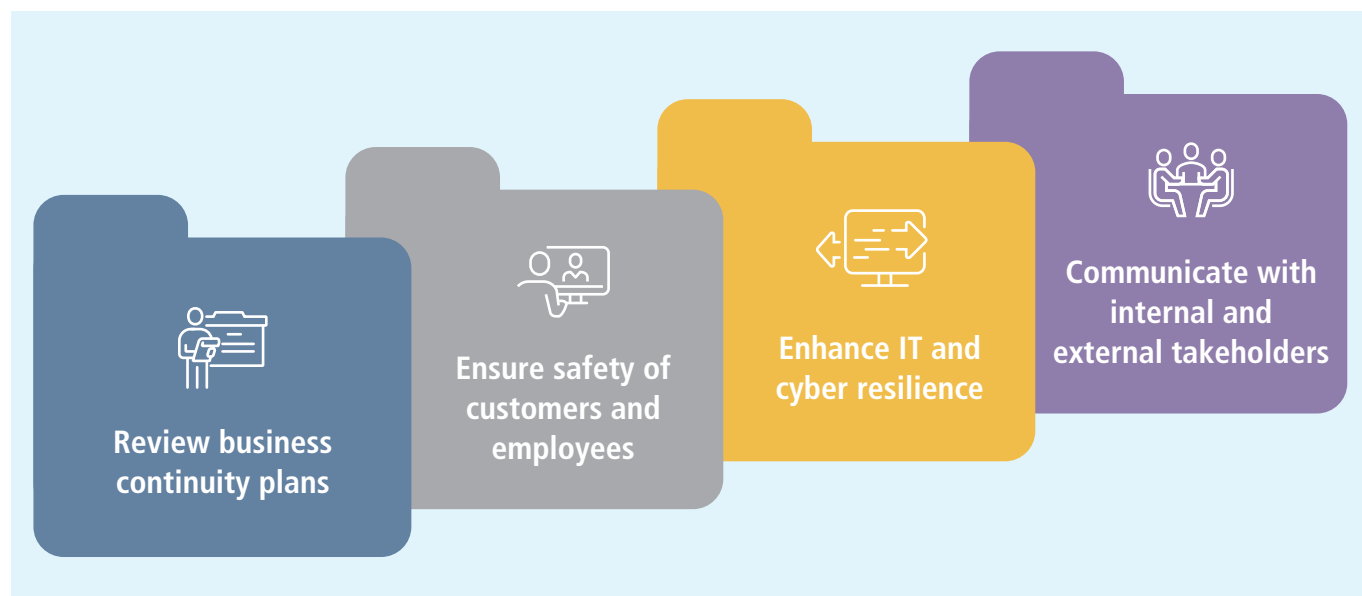 Review business
continuity plans
Ensure safety of
customers and
employees
Enhance IT and
cyber resilience
Communicate with
internal and
external takeholders